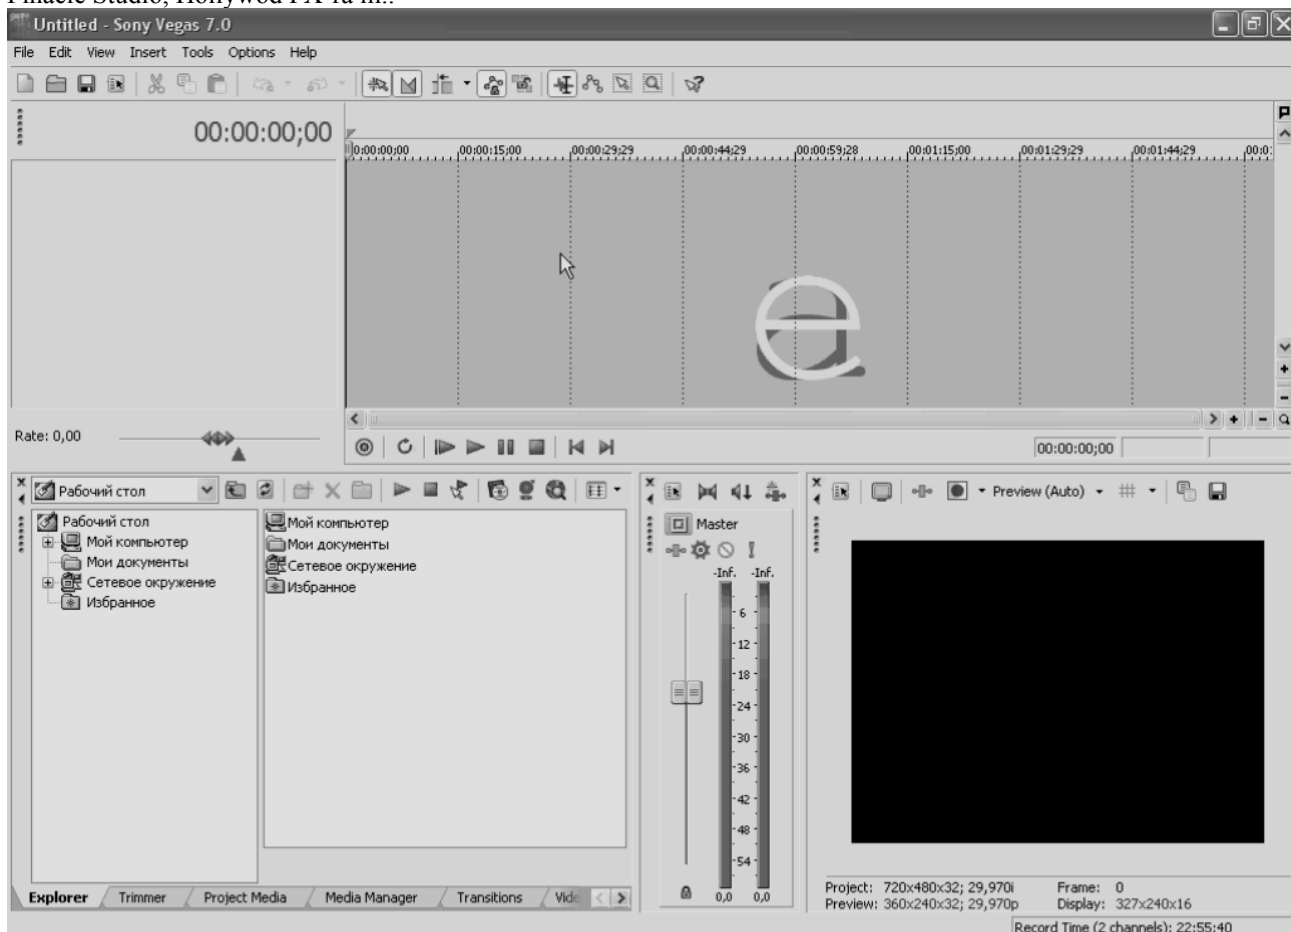 Untitled - Sony Vegas 7.0
File Edit View Insert Tools Options Help
00:00:00;00
00:00:00;00 00:00:15;00 00:00:29;29 00:00:44;29 00:00:59;28 00:01:15;00 00:01:29;29 00:01:44;29 00:0
Rate: 0,00
00:00:00;00
Рабочий стол
Рабочий стол
Мой компьютер
Мои документы
Сетевое окружение
Избранное
Мой компьютер
Мои документы
Сетевое окружение
Избранное
Explorer Trimmer Project Media Media Manager Transitions Vide
Master
-Inf. -Inf.
6
-12-
-18-
-24-
-30-
-36-
-42-
-48-
-54-
0,0 0,0
Preview (Auto)
Project: 720x480x32; 29,970i Frame: 0
Preview: 360x240x32; 29,970p Display: 327x240x16
Record Time (2 channels): 22:55:40